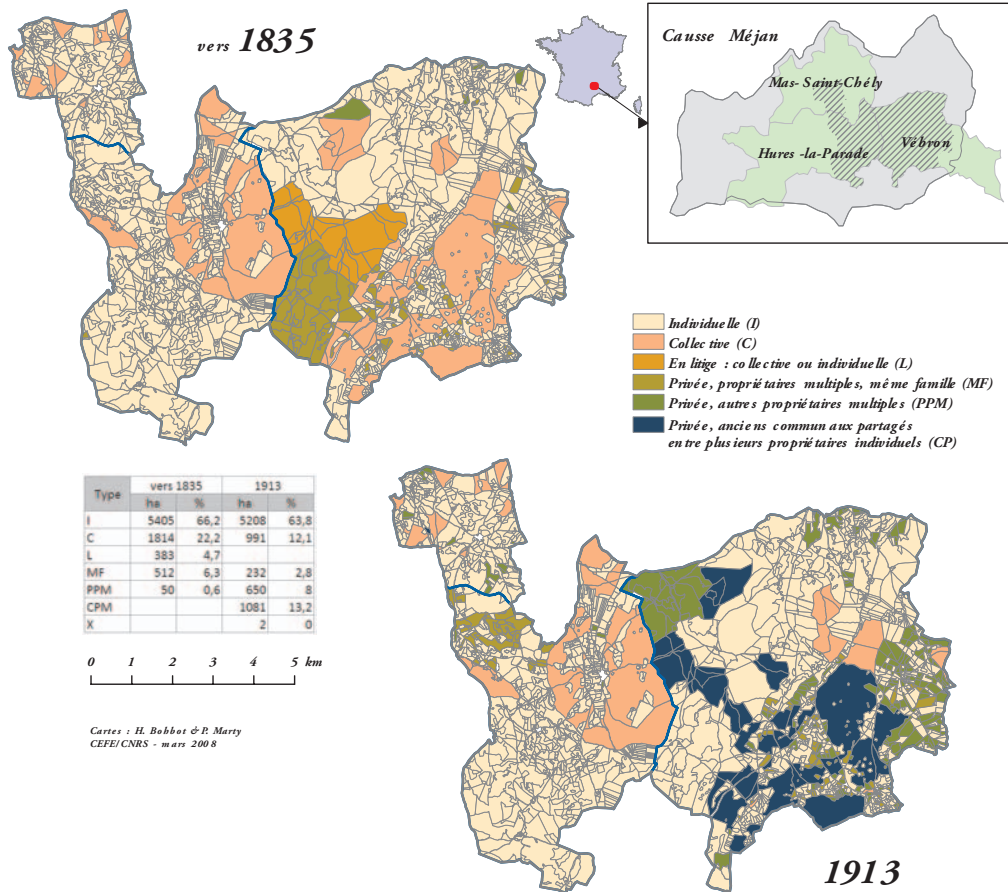 vers 1835
Causse Méjan
Mas-Saint-Chély
Hures-la-Parade
Vébron
Individuelle (I)
Collective (C)
En litige : collective ou individuelle (L)
Privée, propriétaires multiples, même famille (MF)
Privée, autres propriétaires multiples (PPM)
Privée, anciens commun aux partagés
entre plusieurs propriétaires individuels (CP)
Type vers 1835 1913
ha % ha %
I 5405 66,2 5208 63,8
C 1814 22,2 991 12,1
L 383 4,7
MF 512 6,3 232 2,8
PPM 50 0,6 650 8
CPM 1081 13,2
X 2 0
0 1 2 3 4 5 km
Cartes : H. Bohbot & P. Marty
CEFE/CNRS - mars 2008
1913